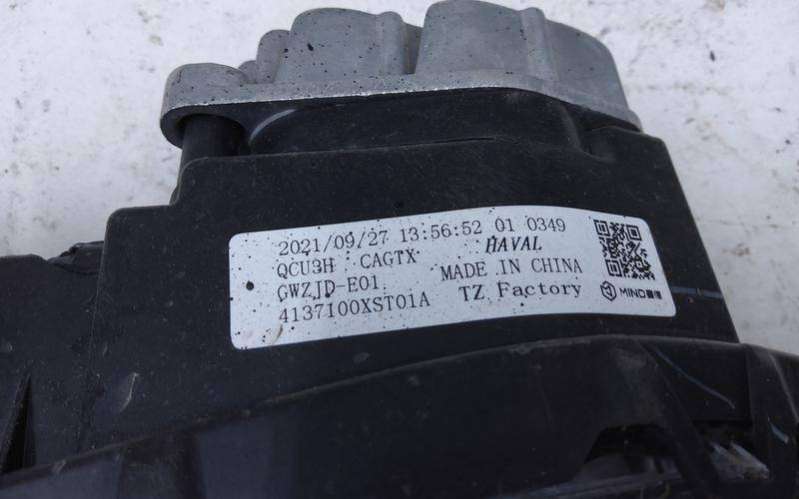 2021/09/27 13:56:52 01 0349
QCU3H CAGTX HAVAL
GWZJD-E01 MADE IN CHINA
4137100XST01A TZ Factory
MIND